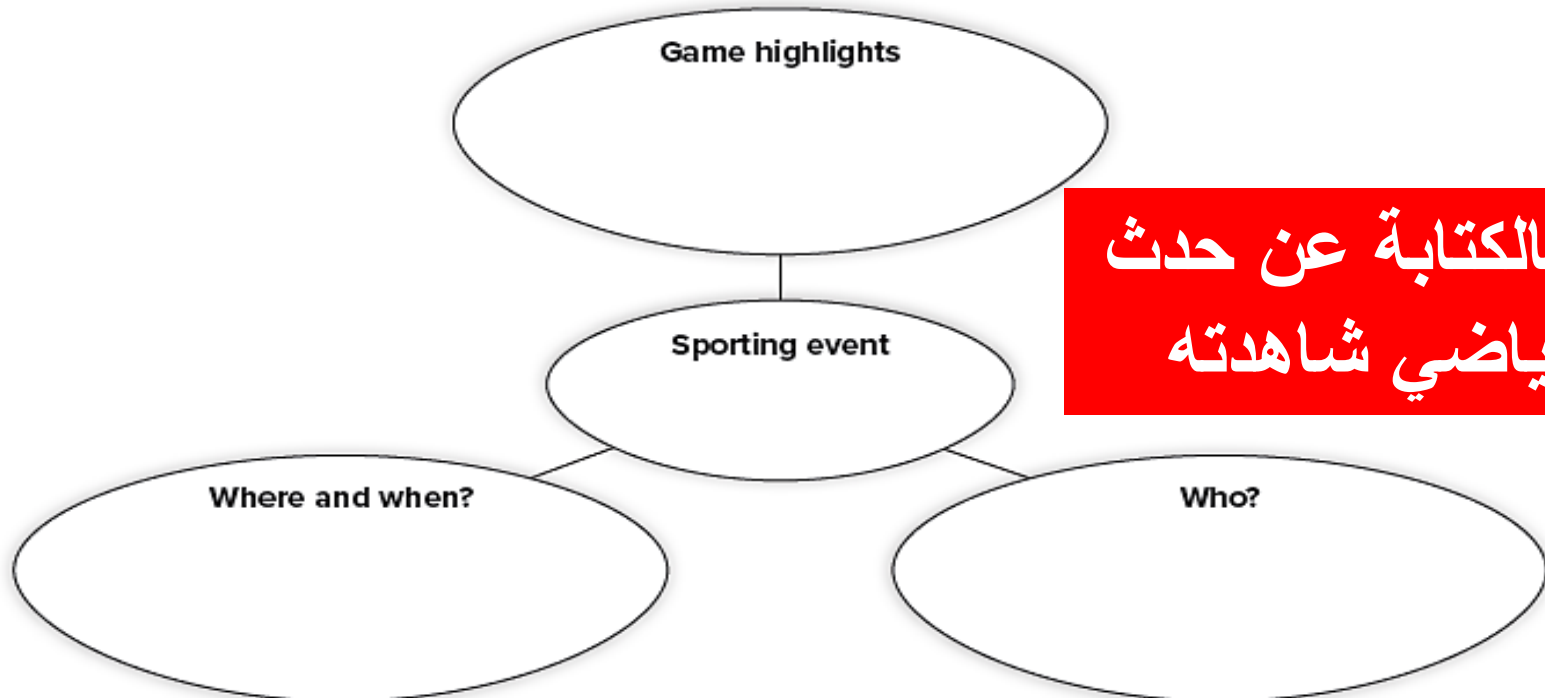 Game highlights
الكتابة عن حدث
شاهدته
Sporting event
Where and when?
Who?